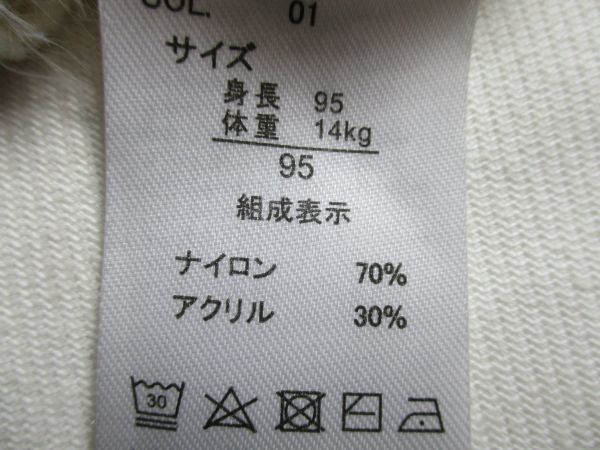 COL. 01
サイズ
身長 95
体重 14kg
95
組成表示
ナイロン 70%
アクリル 30%
30